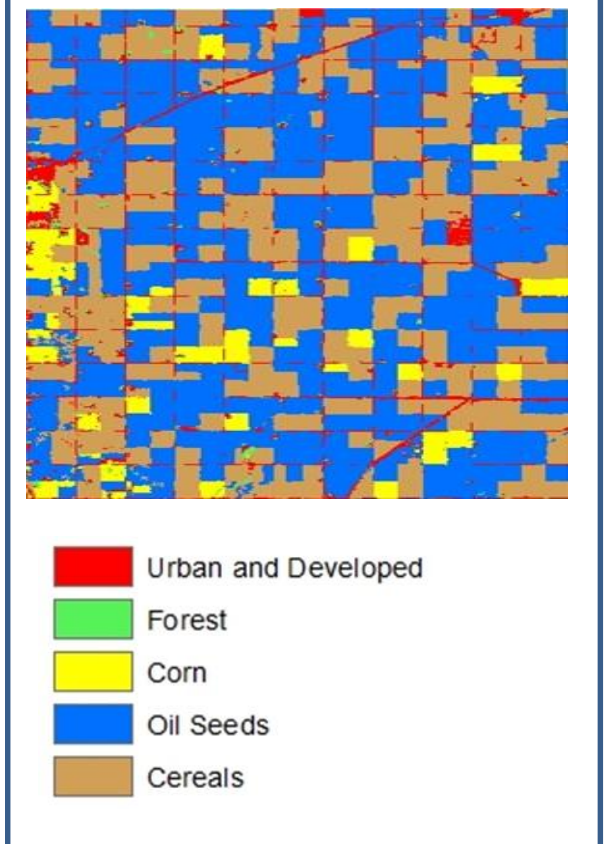 Urban and Developed
Forest
Corn
Oil Seeds
Cereals